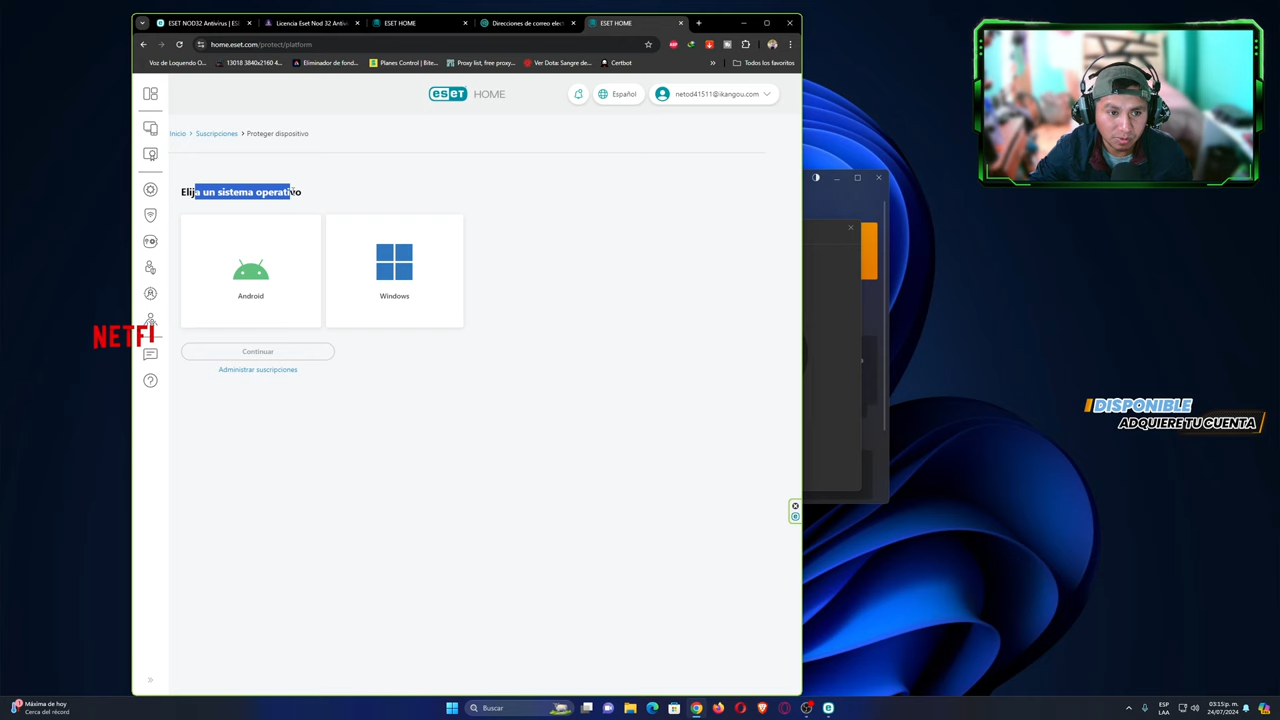 ESET NOD32 Antivirus | ESE
Licencia Eset Nod 32 Antivi
ESET HOME
Direcciones de correo elec
ESET HOME
home.eset.com/protect/platform
Voz de Loquendo O...
13018 3840x2160 4...
Eliminador de fond...
Planes Control | Bite...
Proxy list, free proxy...
Ver Dota: Sangre de...
Certbot
Todos los favoritos
eset HOME
Español
netod41511@ikangou.com
Inicio > Suscripciones > Proteger dispositivo
Elija un sistema operativo
Android
Windows
NETFI
Continuar
Administrar suscripciones
DISPONIBLE
ADQUIERE TU CUENTA
Máxima de hoy
Cerca del récord
Buscar
ESP
LAA
03:15 p. m.
24/07/2024